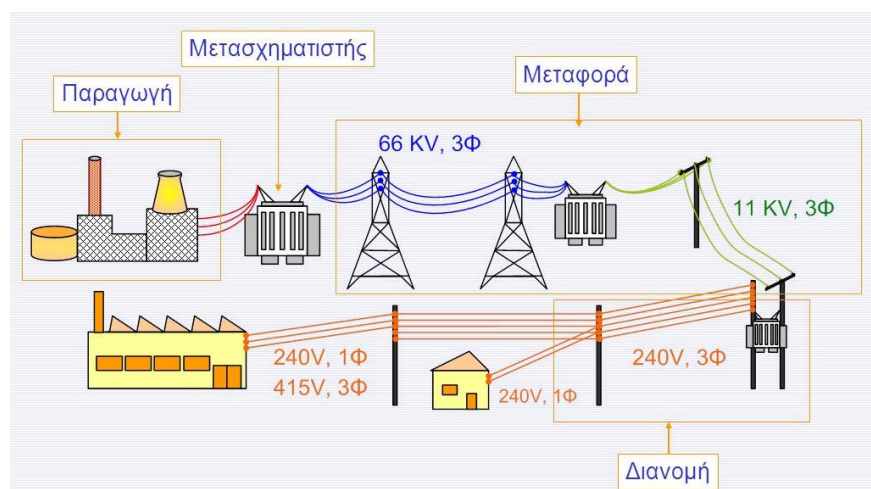 Μετασχηματιστής
Μεταφορά
Παραγωγή
66 KV, 3Φ
11 KV, 3Φ
240V, 1Φ
415V, 3Φ
240V, 1Φ
240V, 3Φ
Διανομή